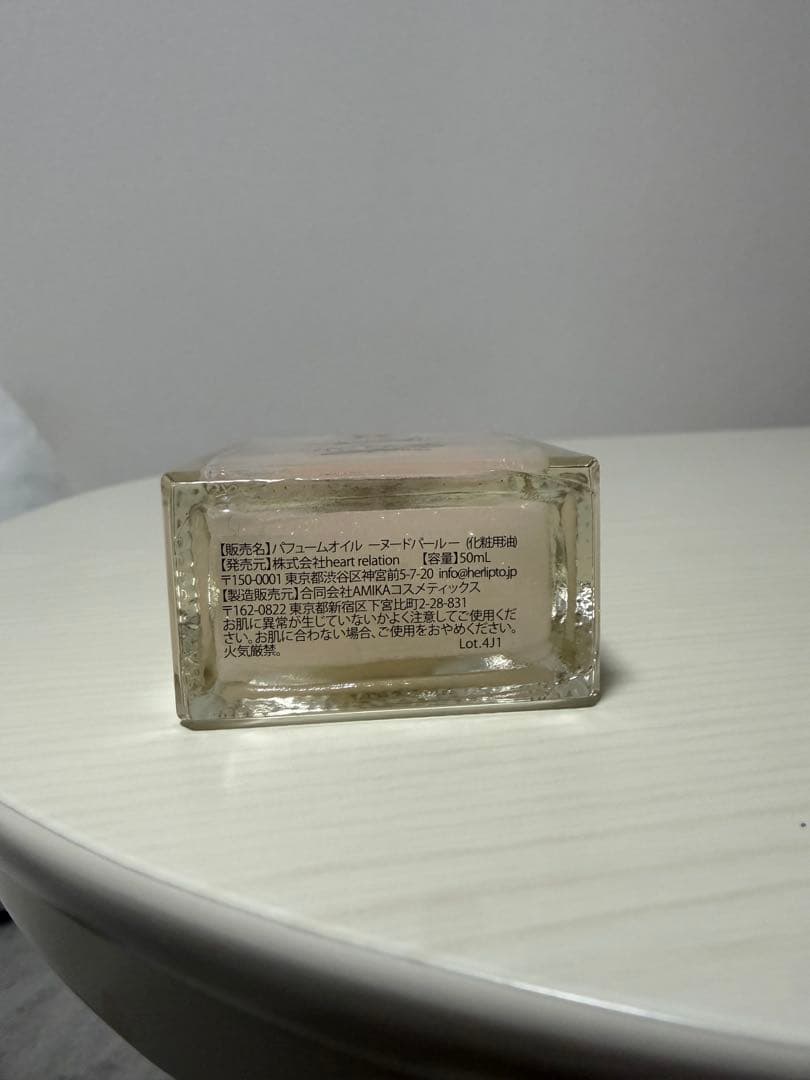 【販売名】パフュームオイル ーヌードパールー (化粧用油)
【発売元】株式会社heart relation 【容量】50mL
〒150-0001 東京都渋谷区神宮前5-7-20 info@herlipto.jp
【製造販売元】合同会社AMIKAコスメティックス
〒162-0822 東京都新宿区下宮比町2-28-831
お肌に異常が生じていないかよく注意してご使用くだ
さい。お肌に合わない場合、ご使用をおやめください。
火気厳禁。 Lot.4J1